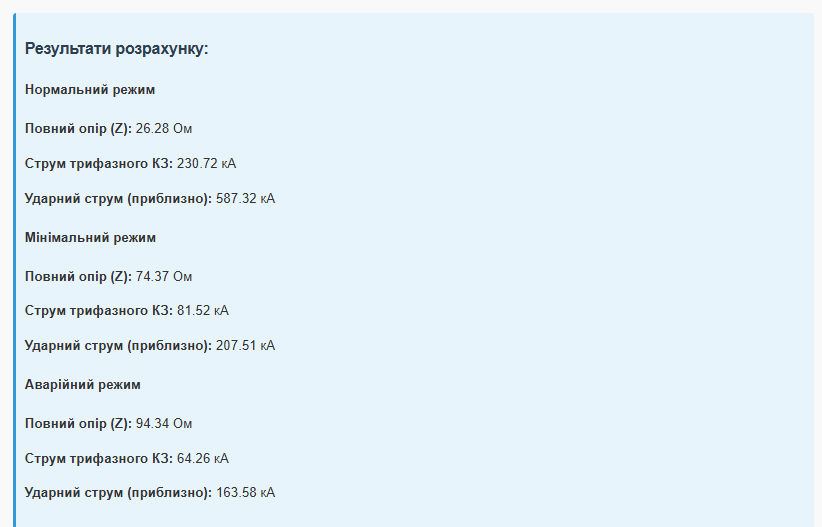 Результати розрахунку:
Нормальний режим
Повний опір (Z): 26.28 Ом
Струм трифазного КЗ: 230.72 кА
Ударний струм (приблизно): 587.32 кА
Мінімальний режим
Повний опір (Z): 74.37 Ом
Струм трифазного КЗ: 81.52 кА
Ударний струм (приблизно): 207.51 кА
Аварійний режим
Повний опір (Z): 94.34 Ом
Струм трифазного КЗ: 64.26 кА
Ударний струм (приблизно): 163.58 кА